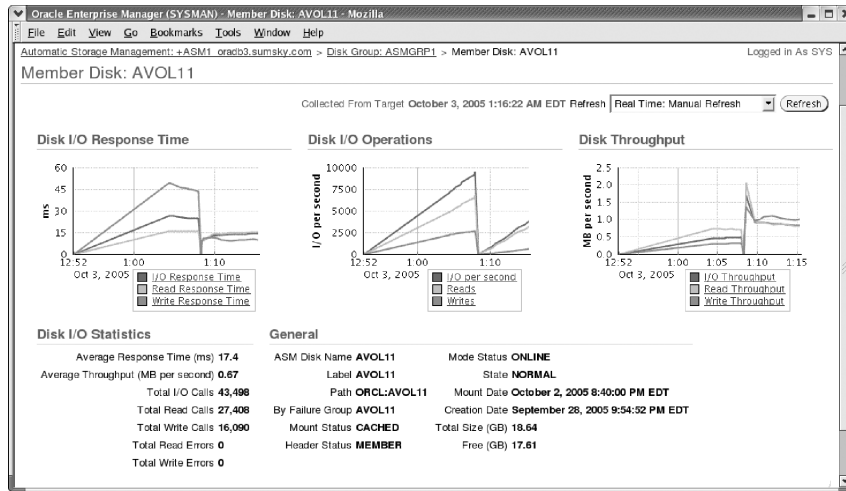 Oracle Enterprise Manager (SYSMAN) - Member Disk: AVOL11 - Mozilla
File Edit View Go Bookmarks Tools Window Help
Automatic Storage Management: +ASM1_oradb3.sumsky.com > Disk Group: ASMGRP1 > Member Disk: AVOL11 Logged in As SYS
Member Disk: AVOL11
Collected From Target October 3, 2005 1:16:22 AM EDT Refresh Real Time: Manual Refresh Refresh
Disk I/O Response Time
60
45
30
15
0
ms
12:52 1:00 1:10
Oct 3, 2005
I/O Response Time
Read Response Time
Write Response Time
Disk I/O Operations
10000
7500
5000
2500
0
I/O per second
12:52 1:00 1:10
Oct 3, 2005
I/O per second
Reads
Writes
Disk Throughput
2.5
2.0
1.5
1.0
0.5
0.0
MB per second
12:52 1:00 1:05 1:10 1:15
Oct 3, 2005
I/O Throughput
Read Throughput
Write Throughput
Disk I/O Statistics
Average Response Time (ms) 17.4
Average Throughput (MB per second) 0.67
Total I/O Calls 43,498
Total Read Calls 27,408
Total Write Calls 16,090
Total Read Errors 0
Total Write Errors 0
General
ASM Disk Name AVOL11
Label AVOL11
Path ORCL:AVOL11
By Failure Group AVOL11
Mount Status CACHED
Header Status MEMBER
Mode Status ONLINE
State NORMAL
Mount Date October 2, 2005 8:40:00 PM EDT
Creation Date September 28, 2005 9:54:52 PM EDT
Total Size (GB) 18.64
Free (GB) 17.61